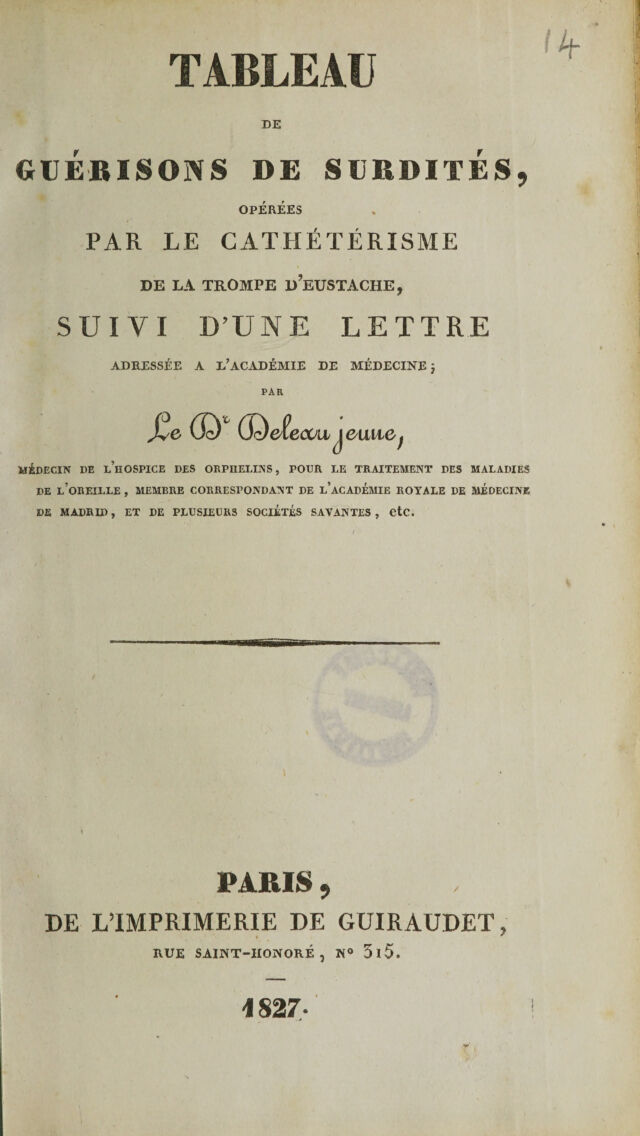 14
TABLEAU
DE
GUÉRISONS DE SURDITÉS,
OPÉRÉES
PAR LE CATHÉTÉRISME
DE LA TROMPE D'EUSTACHE,
SUIVI D'UNE LETTRE
ADRESSÉE A L'ACADÉMIE DE MÉDECINE;
PAR
Le Dr Deleau jeune,
MÉDECIN DE L'HOSPICE DES ORPHELINS, POUR LE TRAITEMENT DES MALADIES
DE L'OREILLE, MEMBRE CORRESPONDANT DE L'ACADÉMIE ROYALE DE MÉDECINE
DE MADRID, ET DE PLUSIEURS SOCIÉTÉS SAVANTES, etc.
PARIS,
DE L'IMPRIMERIE DE GUIRAUDET,
RUE SAINT-HONORÉ, N° 315.
1827.